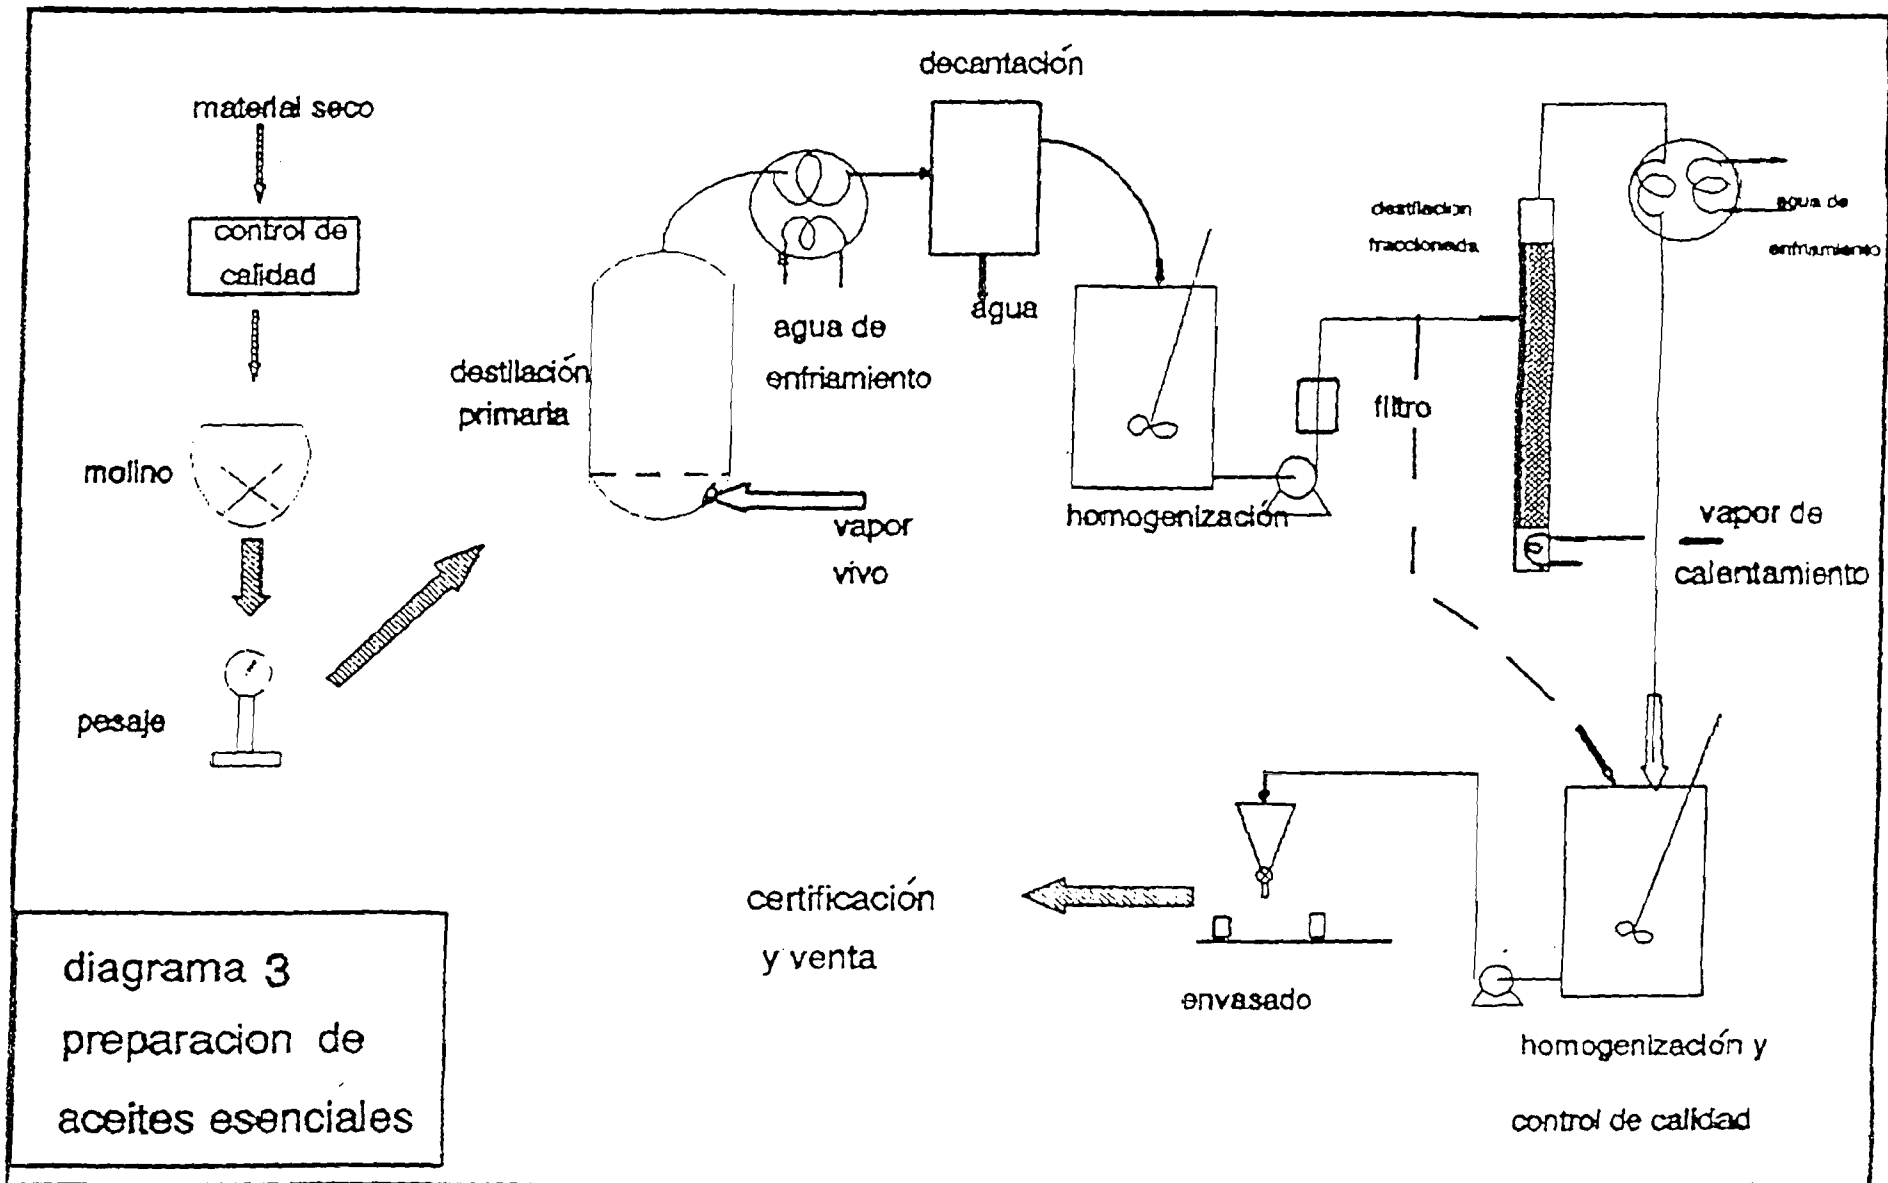 material seco
control de
calidad
molino
pesaje
destilación
primaria
agua de
enfriamiento
vapor
vivo
decantación
agua
homogenización
filtro
destilacion
fraccionada
agua de
enfriamiento
vapor de
calentamiento
homogenización y
control de calidad
envasado
certificación
y venta
diagrama 3
preparacion de
aceites esenciales